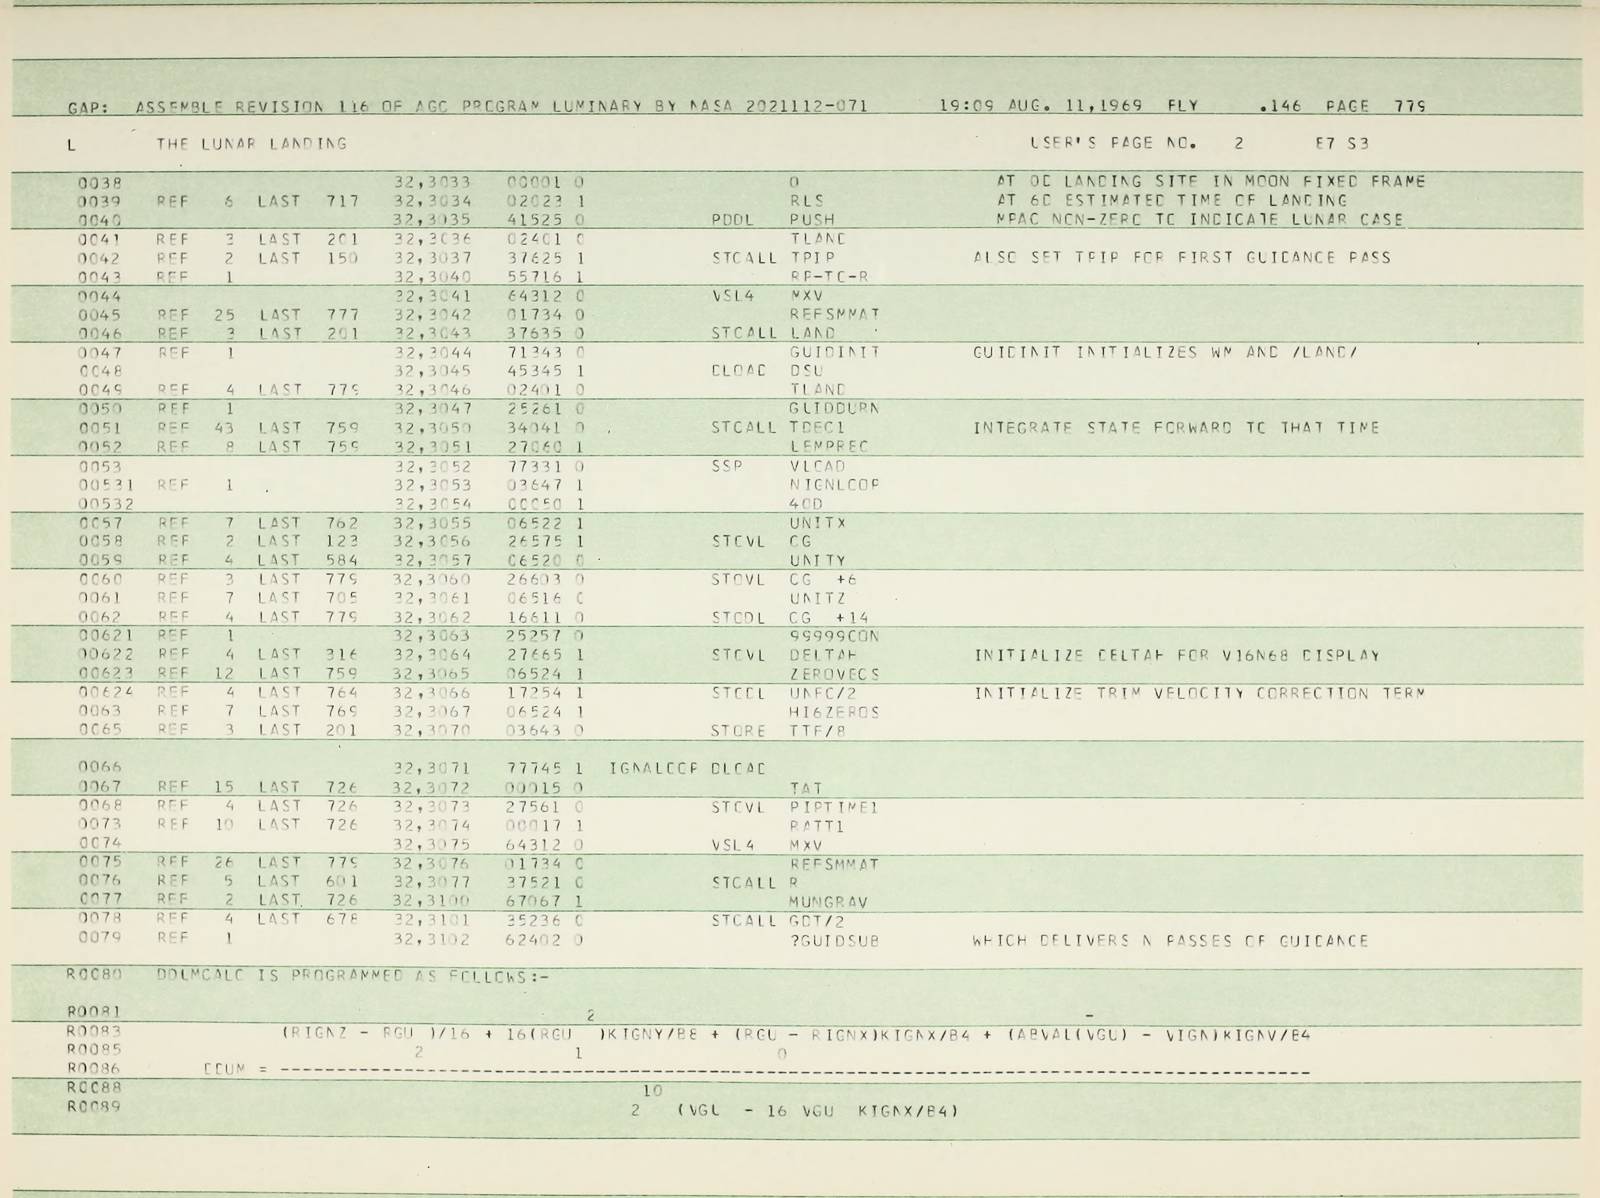 GAP: ASSEMBLE REVISION 116 OF AGC PROGRAM LUMINARY BY NASA 2021112-071 19:09 AUG. 11,1969 FLY .146 PAGE 779
L THE LUNAR LANDING USER'S PAGE NO. 2 E7 S3
0038 32,3033 00001 0 0 AT 0D LANDING SITE IN MOON FIXED FRAME
0039 REF 6 LAST 717 32,3034 02023 1 RLS AT 6D ESTIMATED TIME OF LANDING
0040 32,3035 41525 0 PDDL PUSH MPAC NON-ZERO TO INDICATE LUNAR CASE
0041 REF 3 LAST 201 32,3036 02401 0 TLAND
0042 REF 2 LAST 150 32,3037 37625 1 STCALL TPIP ALSO SET TPIP FOR FIRST GUIDANCE PASS
0043 REF 1 32,3040 55716 1 RP-TO-R
0044 32,3041 64312 0 VSL4 MXV
0045 REF 25 LAST 777 32,3042 01734 0 REFSMMAT
0046 REF 3 LAST 201 32,3043 37635 0 STCALL LAND
0047 REF 1 32,3044 71343 0 GUIDINIT GUIDINIT INITIALIZES WM AND /LAND/
0048 32,3045 45345 1 DLOAD DSU
0049 REF 4 LAST 779 32,3046 02401 0 TLAND
0050 REF 1 32,3047 25261 0 GUIDDURN
0051 REF 43 LAST 759 32,3050 34041 0 STCALL TDEC1 INTEGRATE STATE FORWARD TO THAT TIME
0052 REF 8 LAST 759 32,3051 27060 1 LEMPREC
0053 32,3052 77331 0 SSP VLOAD
00531 REF 1 32,3053 03647 1 NIGNLOOP
00532 32,3054 00050 1 40D
0057 REF 7 LAST 762 32,3055 06522 1 UNITX
0058 REF 2 LAST 123 32,3056 26575 1 STOVL CG
0059 REF 4 LAST 584 32,3057 06520 0 UNITY
0060 REF 3 LAST 779 32,3060 26603 0 STOVL CG +6
0061 REF 7 LAST 705 32,3061 06516 0 UNITZ
0062 REF 4 LAST 779 32,3062 16611 0 STODL CG +14
00621 REF 1 32,3063 25257 0 99999CON
00622 REF 4 LAST 316 32,3064 27665 1 STOVL DELTAH INITIALIZE DELTAH FOR V16N68 DISPLAY
00623 REF 12 LAST 759 32,3065 06524 1 ZEROVECS
00624 REF 4 LAST 764 32,3066 17254 1 STODL UNFC/2 INITIALIZE TRIM VELOCITY CORRECTION TERM
0063 REF 7 LAST 769 32,3067 06524 1 HI6ZEROS
0065 REF 3 LAST 201 32,3070 03643 0 STORE TTF/8
0066 32,3071 77745 1 IGNALOOP DLOAD
0067 REF 15 LAST 726 32,3072 00015 0 TAT
0068 REF 4 LAST 726 32,3073 27561 0 STOVL PIPTIME1
0073 REF 10 LAST 726 32,3074 00017 1 RATT1
0074 32,3075 64312 0 VSL4 MXV
0075 REF 26 LAST 779 32,3076 01734 0 REFSMMAT
0076 REF 5 LAST 601 32,3077 37521 0 STCALL R
0077 REF 2 LAST 726 32,3100 67067 1 MUNGRAV
0078 REF 4 LAST 678 32,3101 35236 0 STCALL GDT/2
0079 REF 1 32,3102 62402 0 ?GUIDSUB WHICH DELIVERS N PASSES OF GUIDANCE
R0080 DDUMCALC IS PROGRAMMED AS FOLLOWS:-
R0081 2 -
R0083 (RIGNZ - RGU )/16 + 16(RGU )KIGNY/B8 + (RGU - RIGNX)KIGNX/B4 + (ABVAL(VGU) - VIGN)KIGNV/B4
R0085 2 1 0
R0086 DDUM = -------------------------------------------------------------------------------------------
R0088 10
R0089 2 (VGU - 16 VGU KIGNX/B4)